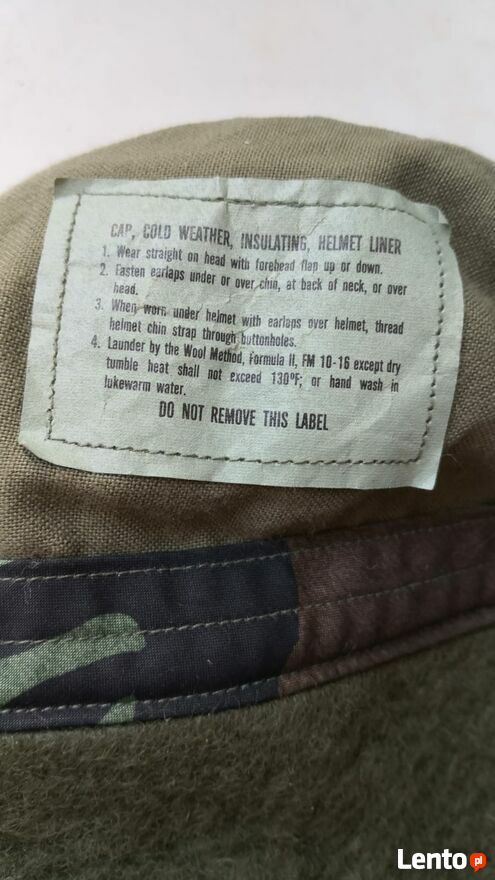 CAP, COLD WEATHER, INSULATING, HELMET LINER
1. Wear straight on head with forehead flap up or down.
2. Fasten earlaps under or over chin, at back of neck, or over
head.
3. When worn under helmet with earlaps over helmet, thread
helmet chin strap through buttonholes.
4. Launder by the Wool Method, Formula II, FM 10-16 except dry
tumble heat shall not exceed 130°F; or hand wash in
lukewarm water.
DO NOT REMOVE THIS LABEL
Lento.pl